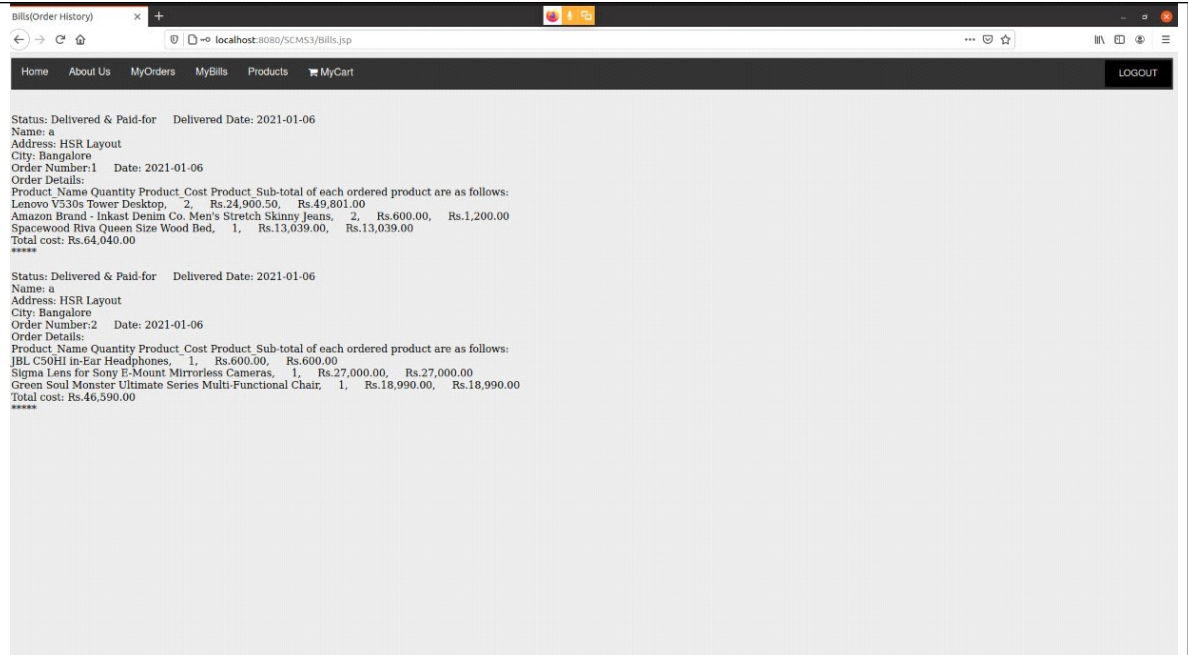 Bills(Order History)
localhost:8080/SCMS3/Bills.jsp
Home About Us MyOrders MyBills Products MyCart LOGOUT
Status: Delivered & Paid-for Delivered Date: 2021-01-06
Name: a
Address: HSR Layout
City: Bangalore
Order Number:1 Date: 2021-01-06
Order Details:
Product_Name Quantity Product_Cost Product_Sub-total of each ordered product are as follows:
Lenovo V530s Tower Desktop, 2, Rs.24,900.50, Rs.49,801.00
Amazon Brand - Inkast Denim Co. Men's Stretch Skinny Jeans, 2, Rs.600.00, Rs.1,200.00
Spacewood Riva Queen Size Wood Bed, 1, Rs.13,039.00, Rs.13,039.00
Total cost: Rs.64,040.00
*****
Status: Delivered & Paid-for Delivered Date: 2021-01-06
Name: a
Address: HSR Layout
City: Bangalore
Order Number:2 Date: 2021-01-06
Order Details:
Product_Name Quantity Product_Cost Product_Sub-total of each ordered product are as follows:
JBL C50HI in-Ear Headphones, 1, Rs.600.00, Rs.600.00
Sigma Lens for Sony E-Mount Mirrorless Cameras, 1, Rs.27,000.00, Rs.27,000.00
Green Soul Monster Ultimate Series Multi-Functional Chair, 1, Rs.18,990.00, Rs.18,990.00
Total cost: Rs.46,590.00
*****